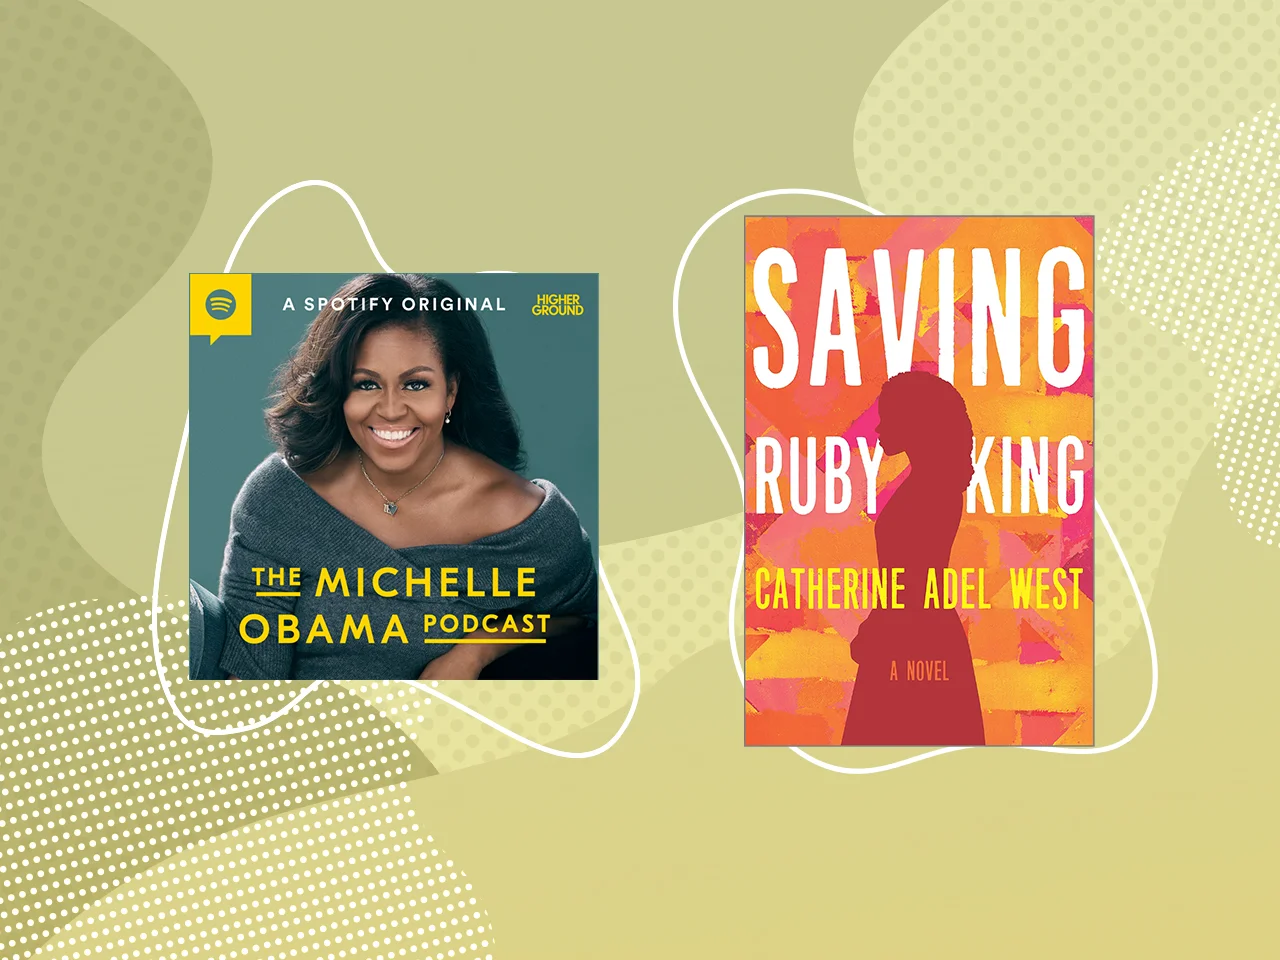 A SPOTIFY ORIGINAL
HIGHER
GROUND
THE MICHELLE
OBAMA PODCAST
SAVING
RUBY KING
CATHERINE ADEL WEST
A NOVEL